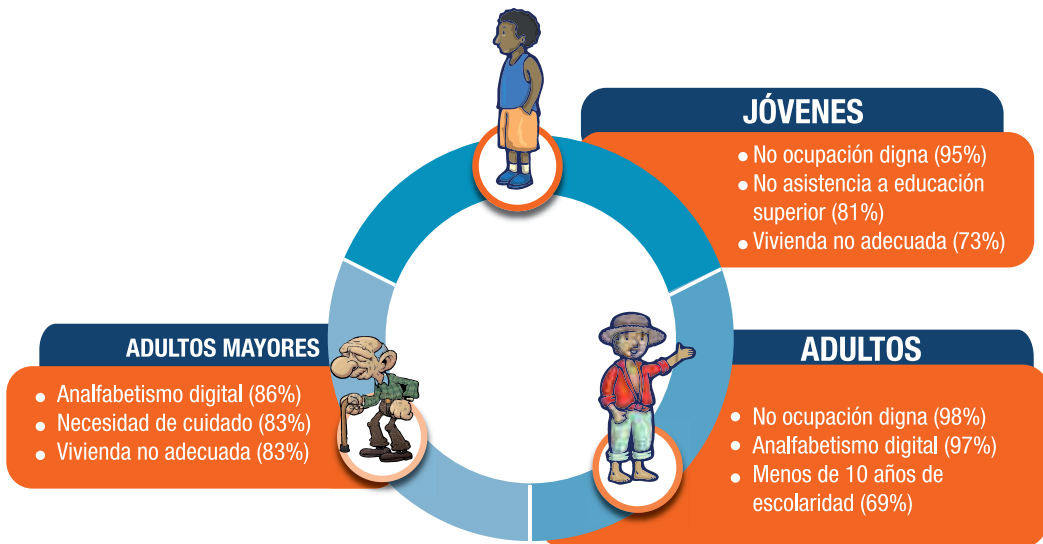 JÓVENES
• No ocupación digna (95%)
• No asistencia a educación
superior (81%)
• Vivienda no adecuada (73%)
ADULTOS MAYORES
• Analfabetismo digital (86%)
• Necesidad de cuidado (83%)
• Vivienda no adecuada (83%)
ADULTOS
• No ocupación digna (98%)
• Analfabetismo digital (97%)
• Menos de 10 años de
escolaridad (69%)